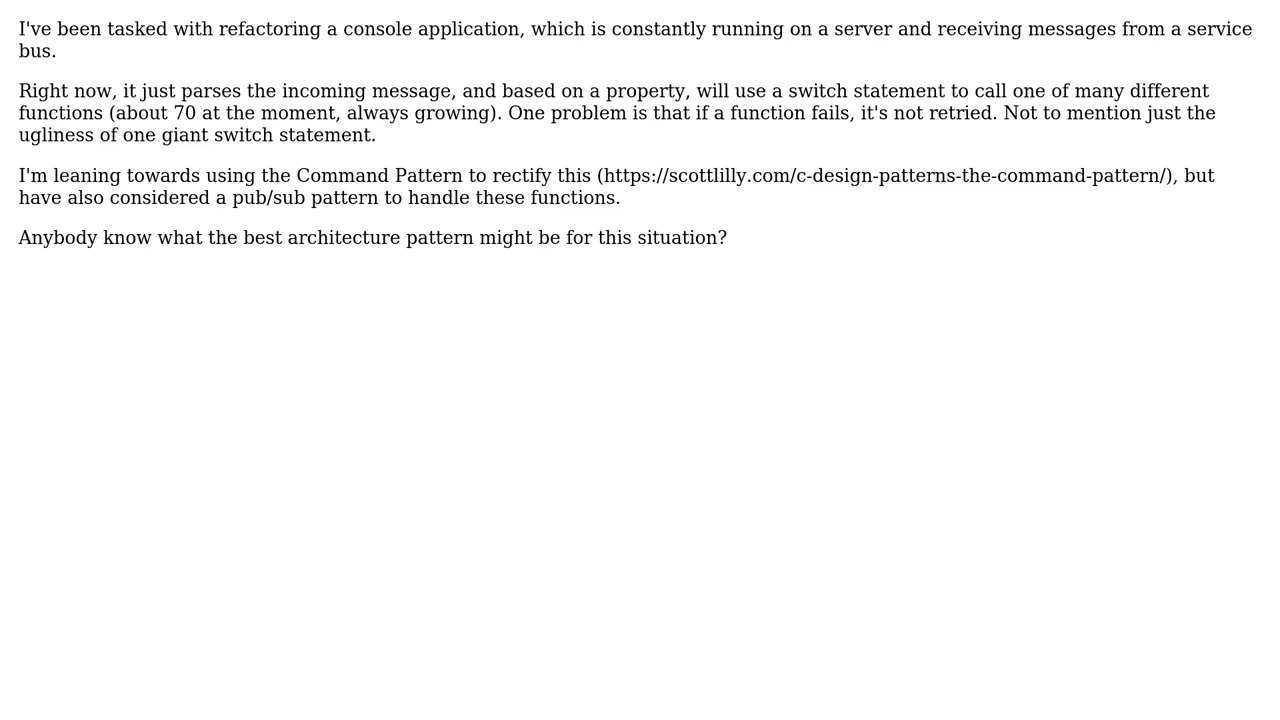 I've been tasked with refactoring a console application, which is constantly running on a server and receiving messages from a service
bus.
Right now, it just parses the incoming message, and based on a property, will use a switch statement to call one of many different
functions (about 70 at the moment, always growing). One problem is that if a function fails, it's not retried. Not to mention just the
ugliness of one giant switch statement.
I'm leaning towards using the Command Pattern to rectify this (https://scottlilly.com/c-design-patterns-the-command-pattern/), but
have also considered a pub/sub pattern to handle these functions.
Anybody know what the best architecture pattern might be for this situation?